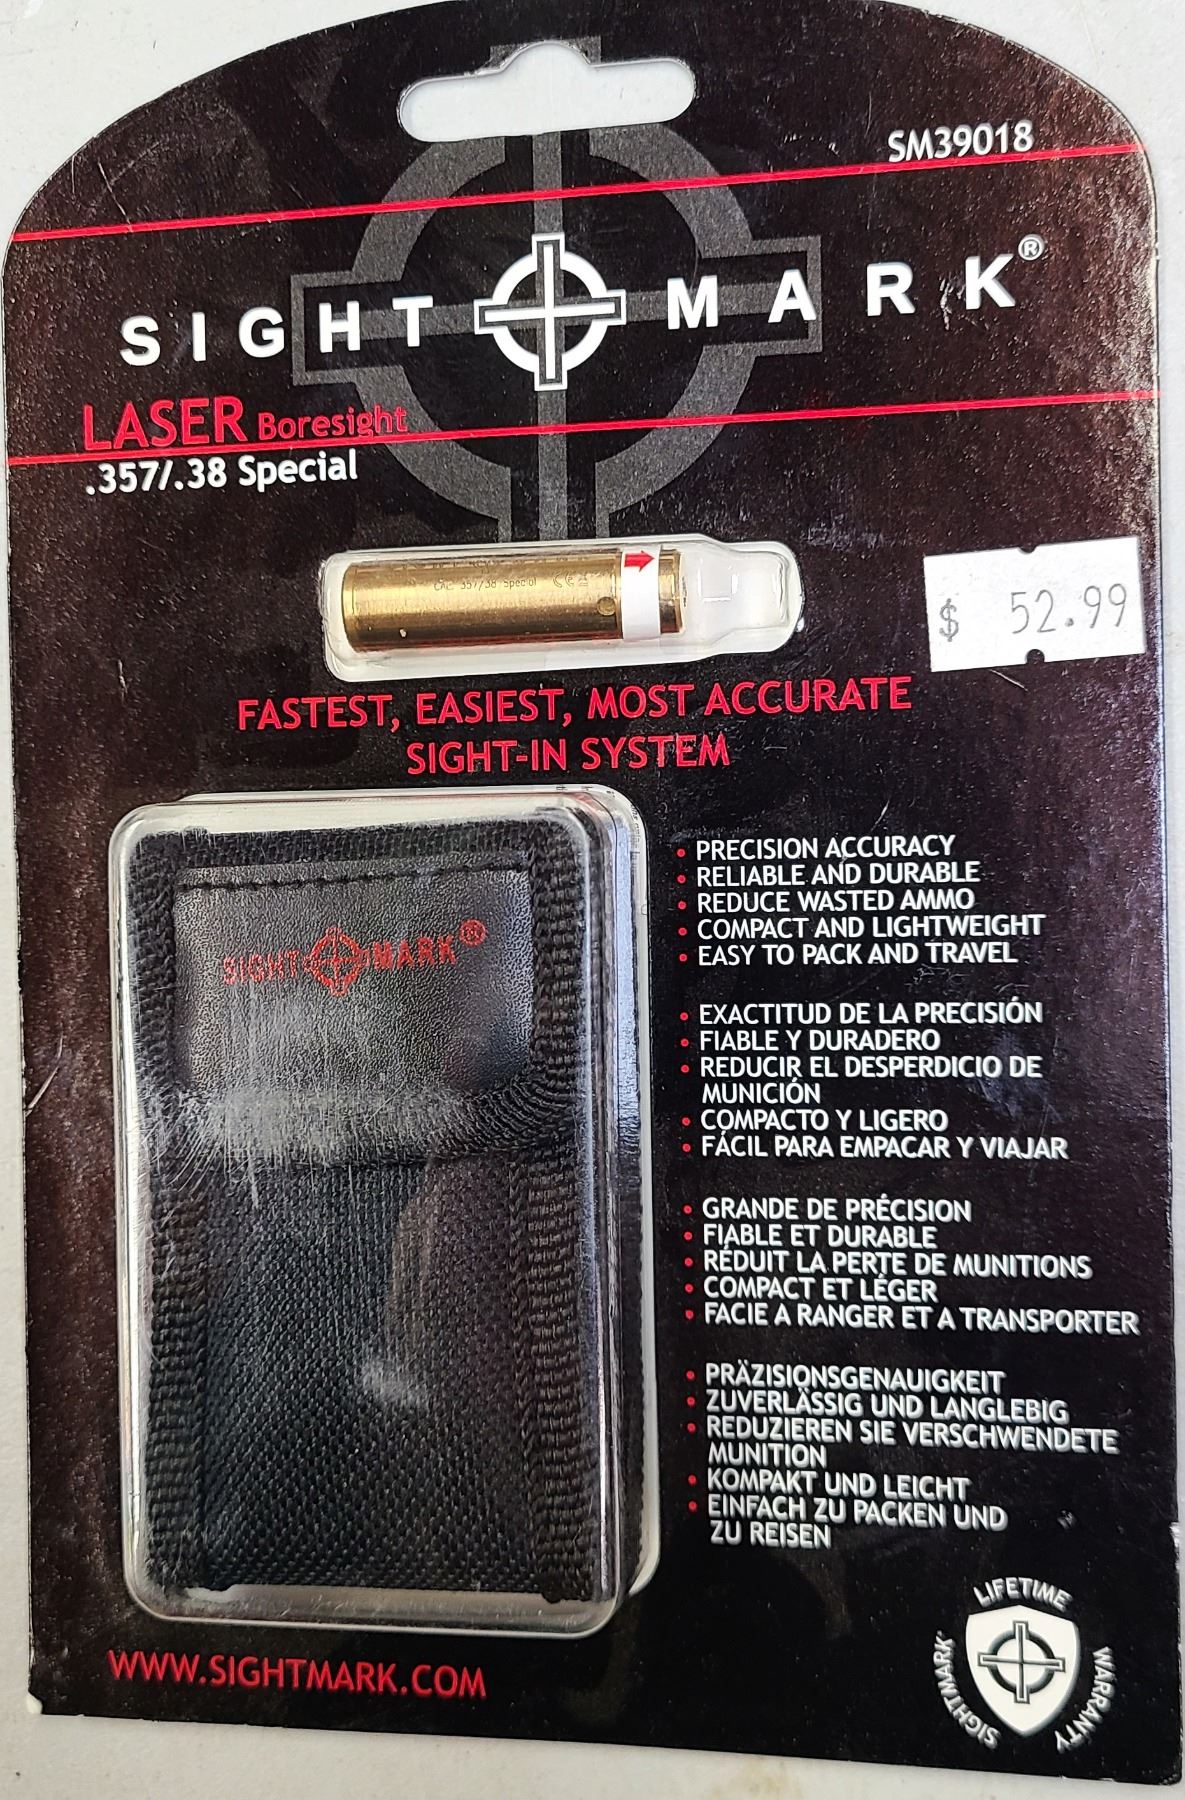 SM39018
SIGHTMARK®
LASER Boresight
.357/.38 Special
CAL: 357/38 Special CE
$ 52.99
FASTEST, EASIEST, MOST ACCURATE
SIGHT-IN SYSTEM
SIGHTMARK®
• PRECISION ACCURACY
• RELIABLE AND DURABLE
• REDUCE WASTED AMMO
• COMPACT AND LIGHTWEIGHT
• EASY TO PACK AND TRAVEL
• EXACTITUD DE LA PRECISIÓN
• FIABLE Y DURADERO
• REDUCIR EL DESPERDICIO DE
MUNICIÓN
• COMPACTO Y LIGERO
• FÁCIL PARA EMPACAR Y VIAJAR
• GRANDE DE PRÉCISION
• FIABLE ET DURABLE
• RÉDUIT LA PERTE DE MUNITIONS
• COMPACT ET LÉGER
• FACIE A RANGER ET A TRANSPORTER
• PRÄZISIONSGENAUIGKEIT
• ZUVERLÄSSIG UND LANGLEBIG
• REDUZIEREN SIE VERSCHWENDETE
MUNITION
• KOMPAKT UND LEICHT
• EINFACH ZU PACKEN UND
ZU REISEN
WWW.SIGHTMARK.COM
SIGHTMARK® LIFETIME WARRANTY